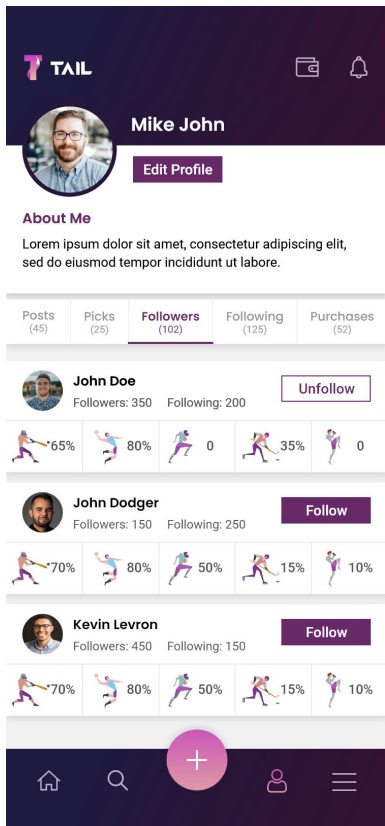 TAIL
Mike John
Edit Profile
About Me
Lorem ipsum dolor sit amet, consectetur adipiscing elit,
sed do eiusmod tempor incididunt ut labore.
Posts Picks Followers Following Purchases
(45) (25) (102) (125) (52)
John Doe
Unfollow
Followers: 350 Following: 200
65% 80% 0 35% 0
John Dodger
Follow
Followers: 150 Following: 250
70% 80% 50% 15% 10%
Kevin Levron
Follow
Followers: 450 Following: 150
70% 80% 50% 15% 10%